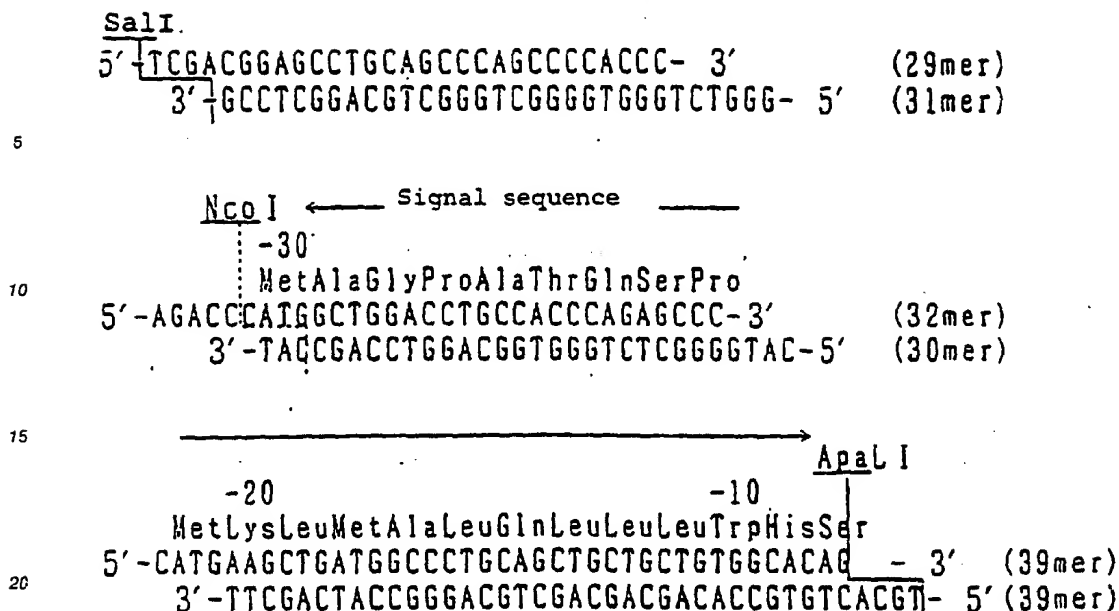 SalI.
5'-TCGACGGAGCCTGCAGCCCAGCCCCACCC- 3' (29mer)
3'-GCCTCGGACGTCGGGTCGGGGTGGGTCTGGG- 5' (31mer)
5
NcoI ← Signal sequence
-30
10 MetAlaGlyProAlaThrGlnSerPro
5'-AGACCCATGGCTGGACCTGCCACCCAGAGCCC-3' (32mer)
3'-TACCGACCTGGACGGTGGGTCTCGGGGTAC-5' (30mer)
15
ApaL I
-20 -10
MetLysLeuMetAlaLeuGlnLeuLeuLeuTrpHisSer
5'-CATGAAGCTGATGGCCCTGCAGCTGCTGCTGTGGCACAG - 3' (39mer)
20 3'-TTCGACTACCGGGACGTCGACGACGACACCGTGTCACGT- 5' (39mer)